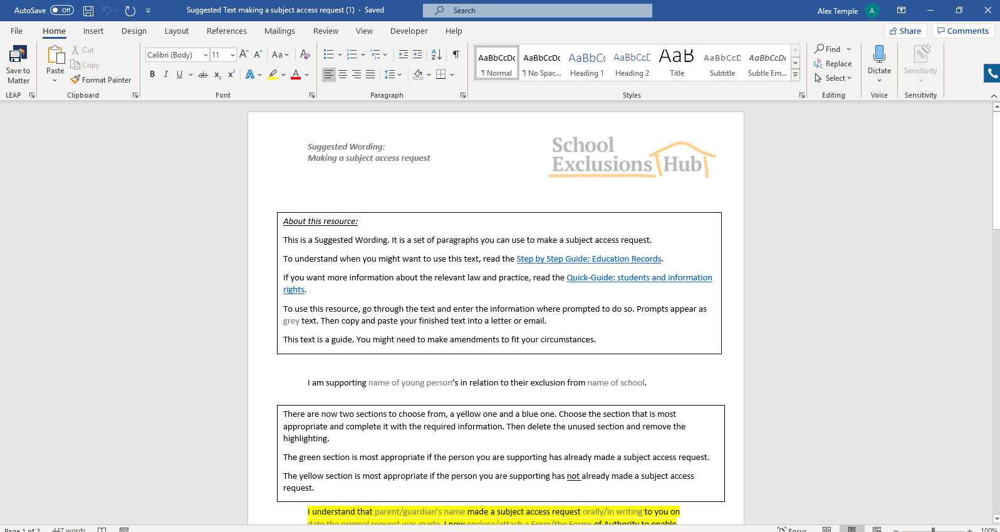 AutoSave Off Suggested Text making a subject access request (1) - Saved Search Alex Temple A
File Home Insert Design Layout References Mailings Review View Developer Help Share Comments
Save to Matter
LEAP
Paste
Cut
Copy
Format Painter
Clipboard
Calibri (Body) 11
Font
Paragraph
AaBbCcDc AaBbCcDc AaBbCc AaBbCcD AaB AaBbCcD AaBbCcDc
¶ Normal ¶ No Spac... Heading 1 Heading 2 Title Subtitle Subtle Em...
Styles
Find
Replace
Select
Editing
Dictate
Voice
Sensitivity
Sensitivity
Suggested Wording:
Making a subject access request
School
Exclusions Hub
About this resource:
This is a Suggested Wording. It is a set of paragraphs you can use to make a subject access request.
To understand when you might want to use this text, read the Step by Step Guide: Education Records.
If you want more information about the relevant law and practice, read the Quick-Guide: students and information
rights.
To use this resource, go through the text and enter the information where prompted to do so. Prompts appear as
grey text. Then copy and paste your finished text into a letter or email.
This text is a guide. You might need to make amendments to fit your circumstances.
I am supporting name of young person’s in relation to their exclusion from name of school.
There are now two sections to choose from, a yellow one and a blue one. Choose the section that is most
appropriate and complete it with the required information. Then delete the unused section and remove the
highlighting.
The green section is most appropriate if the person you are supporting has already made a subject access request.
The yellow section is most appropriate if the person you are supporting has not already made a subject access
request.
I understand that parent/guardian’s name made a subject access request orally/in writing to you on
date the original request was made. I now enclose/attach a Form/the Forms of Authority to enable
Page 1 of 2 447 words Focus 100%